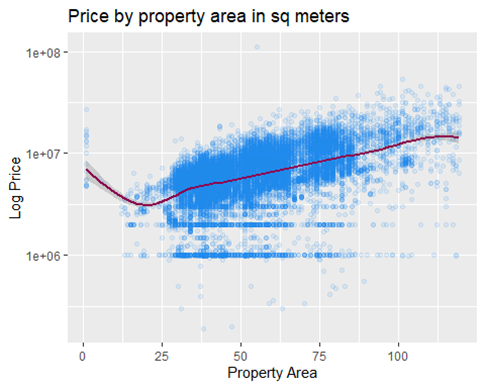 Price by property area in sq meters
Log Price
1e+08
1e+07
1e+06
0 25 50 75 100
Property Area